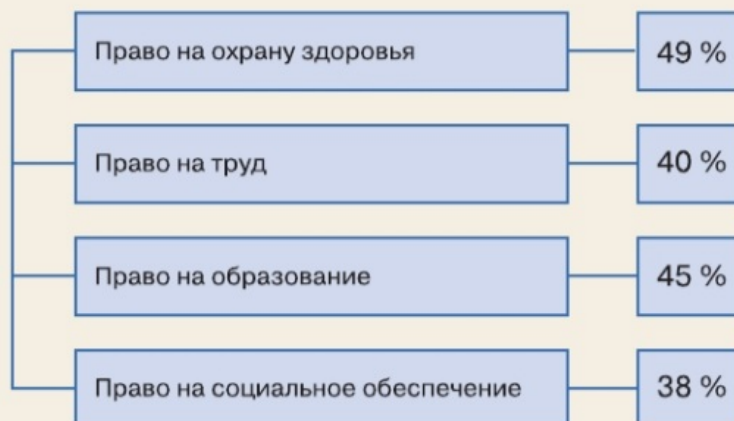 Право на охрану здоровья 49 %
Право на труд 40 %
Право на образование 45 %
Право на социальное обеспечение 38 %